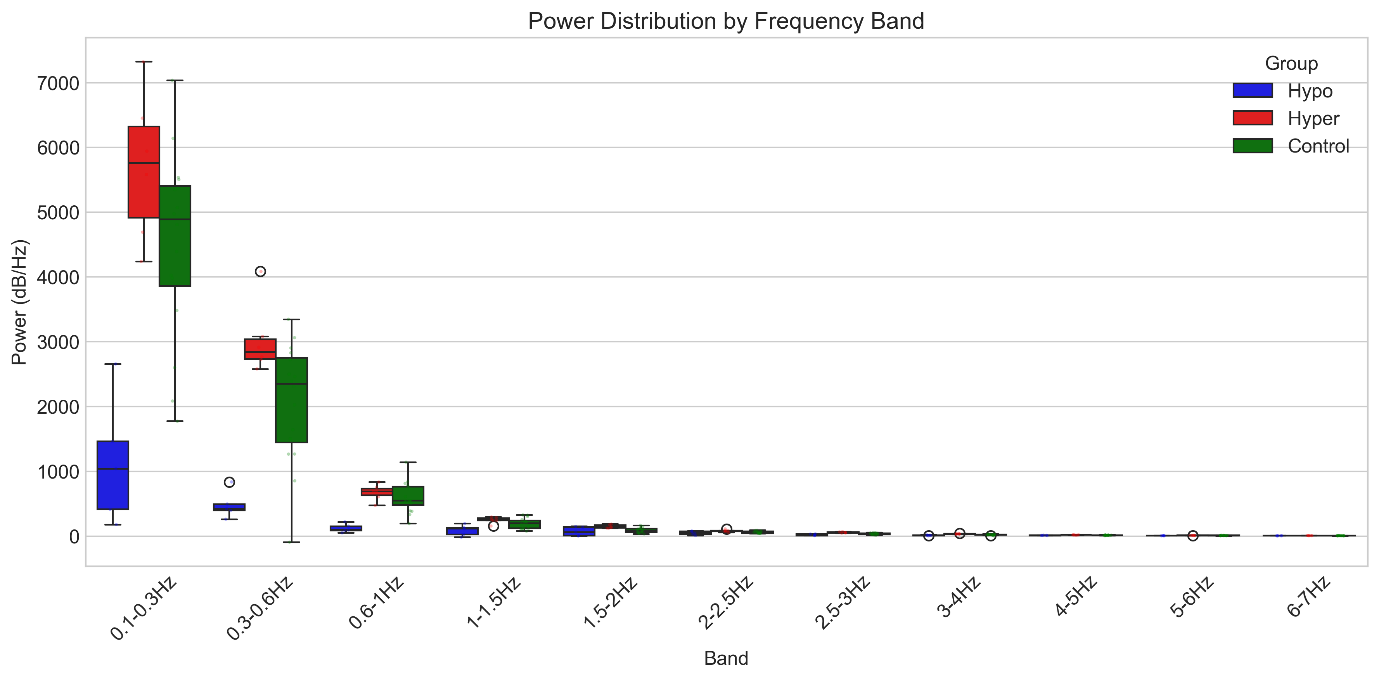 Power Distribution by Frequency Band
Group
Hypo
Hyper
Control
Power (dB/Hz)
7000
6000
5000
4000
3000
2000
1000
0
0.1-0.3Hz
0.3-0.6Hz
0.6-1Hz
1-1.5Hz
1.5-2Hz
2-2.5Hz
2.5-3Hz
3-4Hz
4-5Hz
5-6Hz
6-7Hz
Band